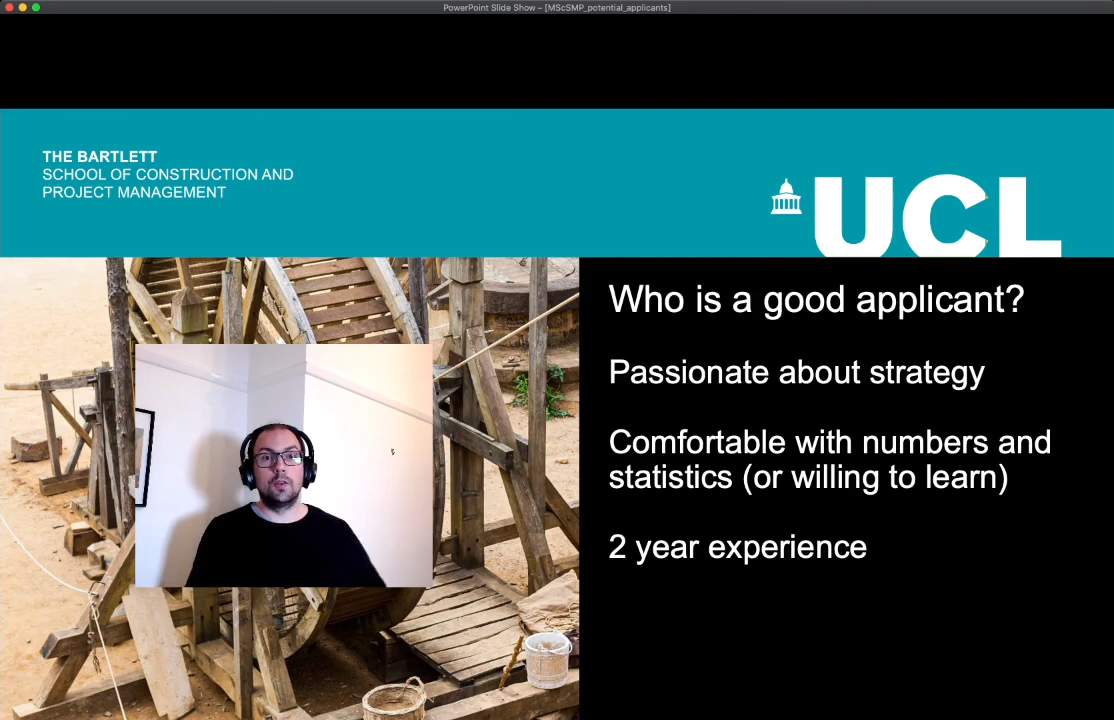 PowerPoint Slide Show – [MScSMP_potential_applicants]
THE BARTLETT
SCHOOL OF CONSTRUCTION AND
PROJECT MANAGEMENT
UCL
Who is a good applicant?
Passionate about strategy
Comfortable with numbers and
statistics (or willing to learn)
2 year experience